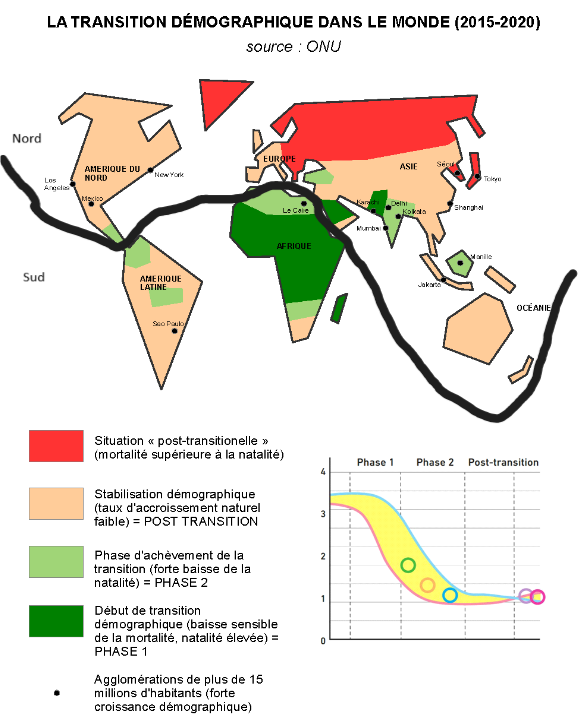 LA TRANSITION DÉMOGRAPHIQUE DANS LE MONDE (2015-2020)
source : ONU
Nord
Sud
AMERIQUE DU
NORD
Los
Angeles
New York
Mexico
AMERIQUE
LATINE
Sao Paulo
EUROPE
ASIE
Séoul
Tokyo
Shanghai
Karachi
Delhi
Kolkata
Mumbai
Le Caire
AFRIQUE
Manille
Jakarta
OCÉANIE
Situation « post-transitionelle »
(mortalité supérieure à la natalité)
Stabilisation démographique
(taux d'accroissement naturel
faible) = POST TRANSITION
Phase d'achèvement de la
transition (forte baisse de la
natalité) = PHASE 2
Début de transition
démographique (baisse sensible
de la mortalité, natalité élevée) =
PHASE 1
Agglomérations de plus de 15
millions d'habitants (forte
croissance démographique)
Phase 1
Phase 2
Post-transition
4
3
2
1
0